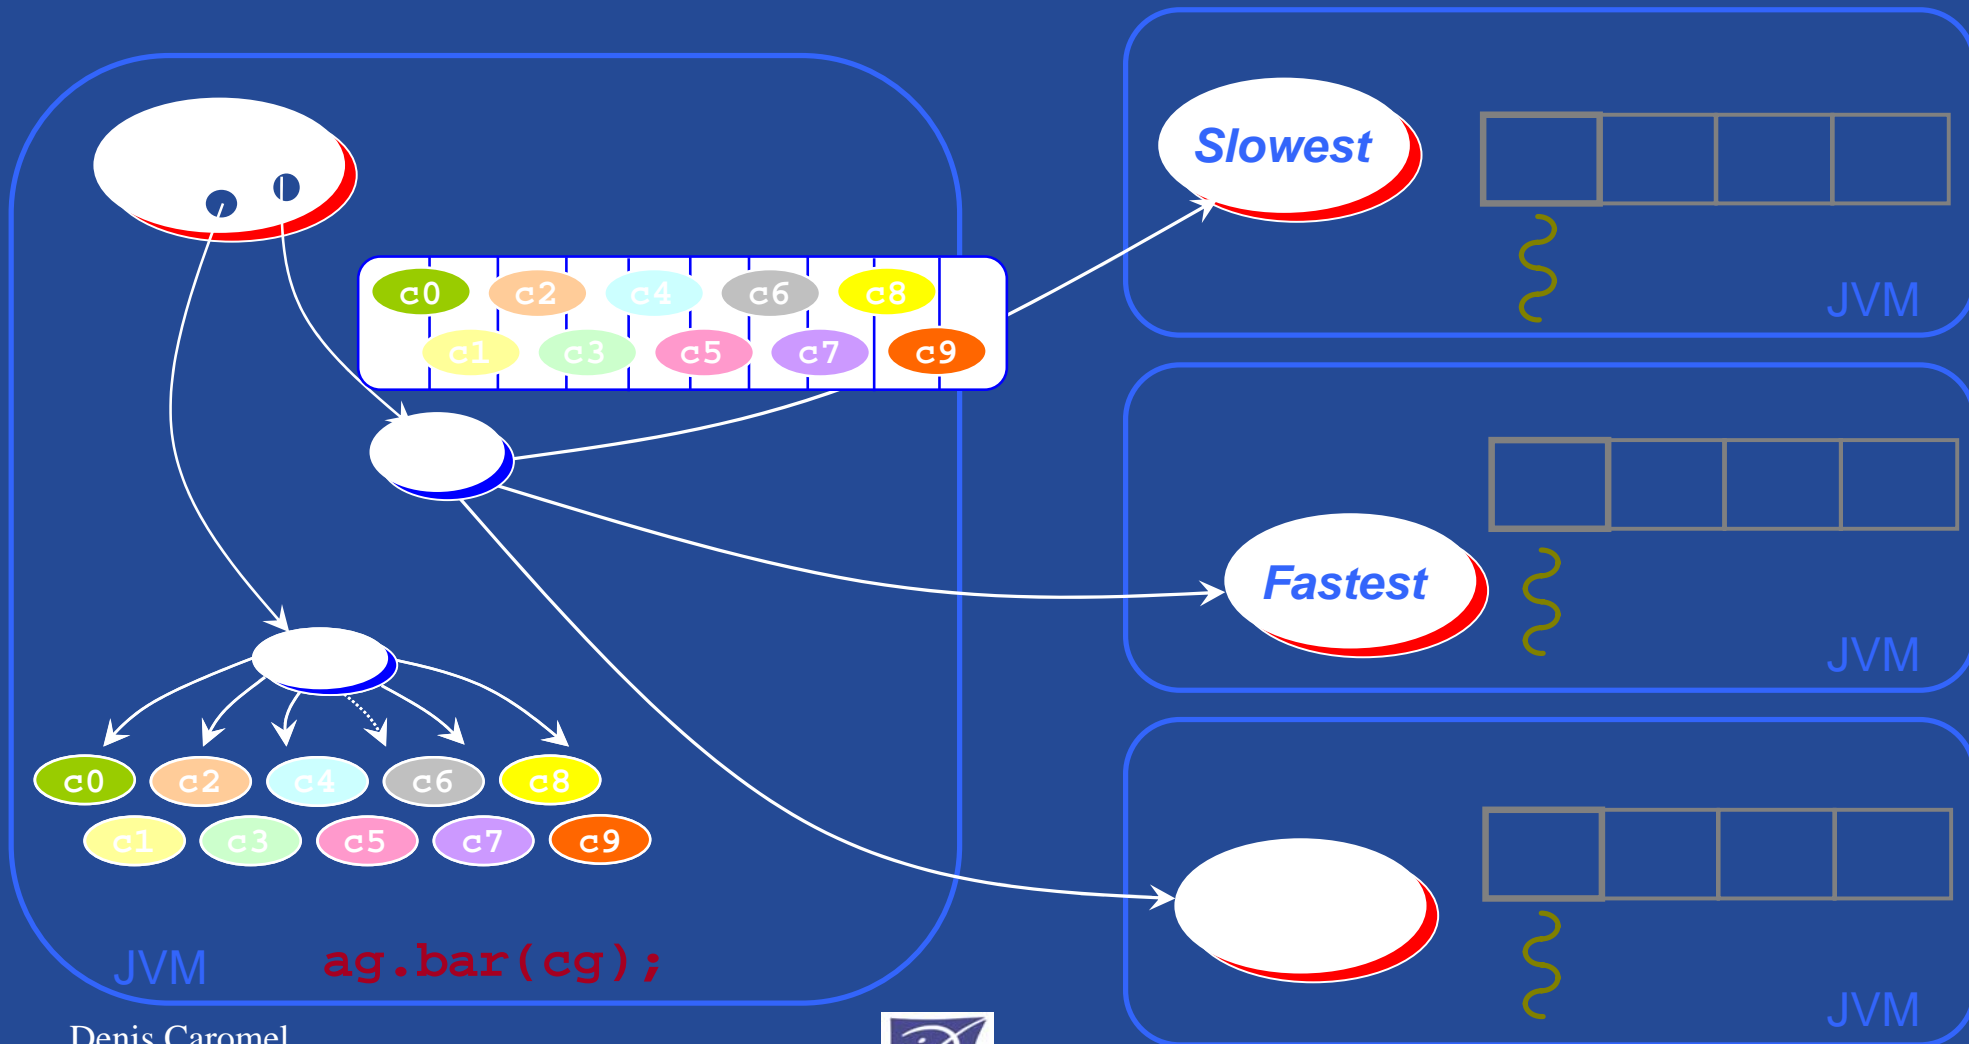 Slowest
JVM
c0 c2 c4 c6 c8
c1 c3 c5 c7 c9
Fastest
JVM
c0 c2 c4 c6 c8
c1 c3 c5 c7 c9
JVM
ag.bar(cg);
JVM
Denis Caromel